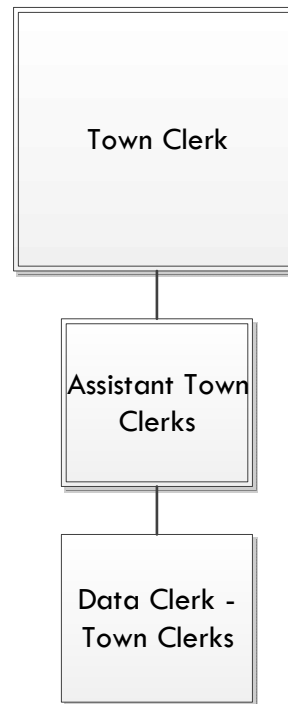 Town Clerk
Assistant Town
Clerks
Data Clerk -
Town Clerks